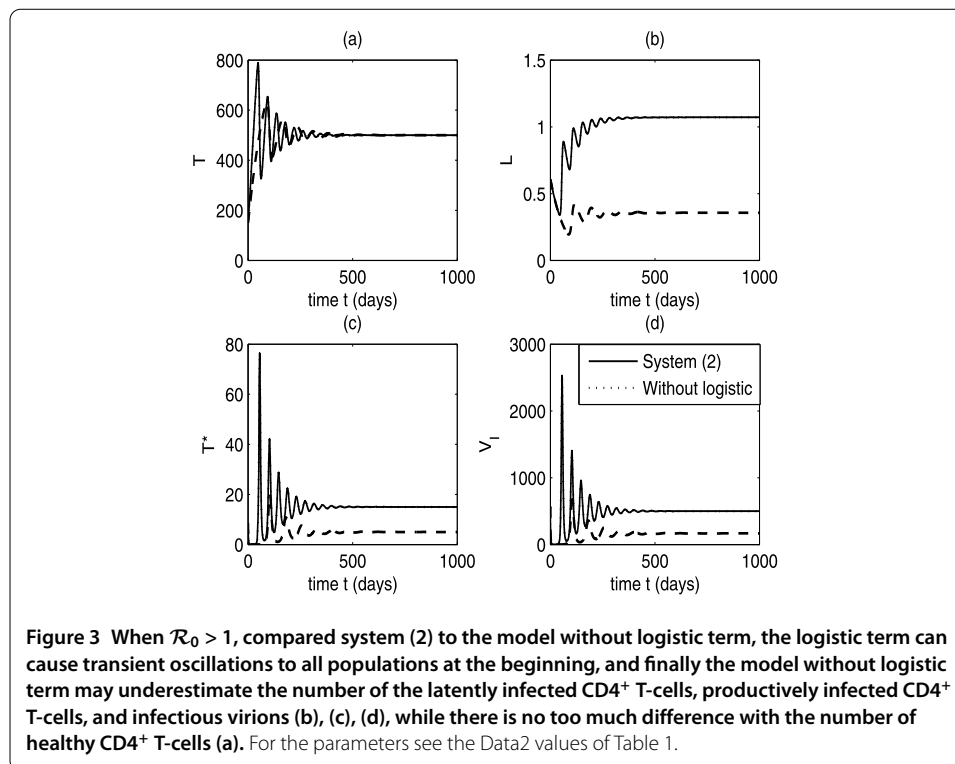 (a)
800
600
400
200
0
T
0 500 1000
time t (days)
(b)
1.5
1
0.5
0
L
0 500 1000
time t (days)
(c)
80
60
40
20
0
T*
0 500 1000
time t (days)
(d)
3000
2000
1000
0
V_I
System (2)
Without logistic
0 500 1000
time t (days)
Figure 3 When R₀ > 1, compared system (2) to the model without logistic term, the logistic term can
cause transient oscillations to all populations at the beginning, and finally the model without logistic
term may underestimate the number of the latently infected CD4⁺ T-cells, productively infected CD4⁺
T-cells, and infectious virions (b), (c), (d), while there is no too much difference with the number of
healthy CD4⁺ T-cells (a). For the parameters see the Data2 values of Table 1.